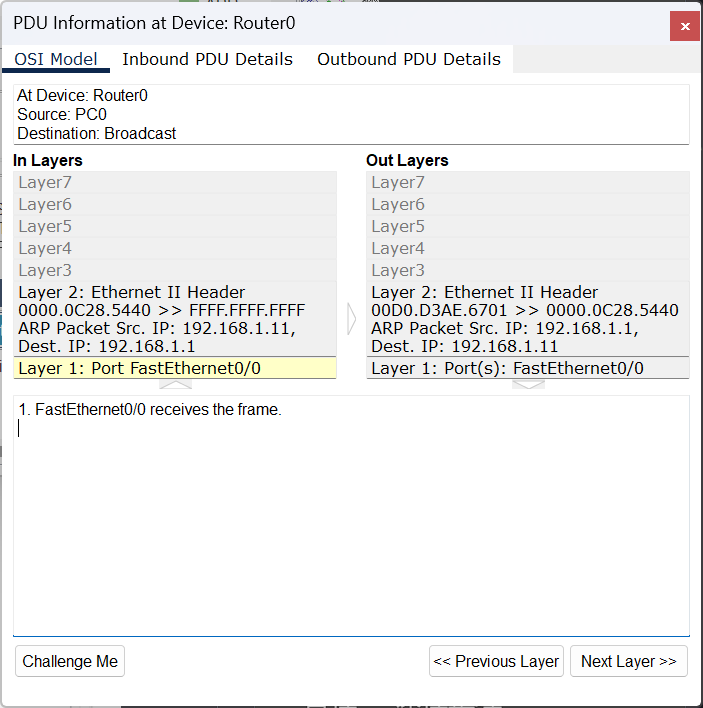 PDU Information at Device: Router0
OSI Model Inbound PDU Details Outbound PDU Details
At Device: Router0
Source: PC0
Destination: Broadcast
In Layers
Layer7
Layer6
Layer5
Layer4
Layer3
Layer 2: Ethernet II Header
0000.0C28.5440 >> FFFF.FFFF.FFFF
ARP Packet Src. IP: 192.168.1.11,
Dest. IP: 192.168.1.1
Layer 1: Port FastEthernet0/0
Out Layers
Layer7
Layer6
Layer5
Layer4
Layer3
Layer 2: Ethernet II Header
00D0.D3AE.6701 >> 0000.0C28.5440
ARP Packet Src. IP: 192.168.1.1,
Dest. IP: 192.168.1.11
Layer 1: Port(s): FastEthernet0/0
1. FastEthernet0/0 receives the frame.
Challenge Me << Previous Layer Next Layer >>